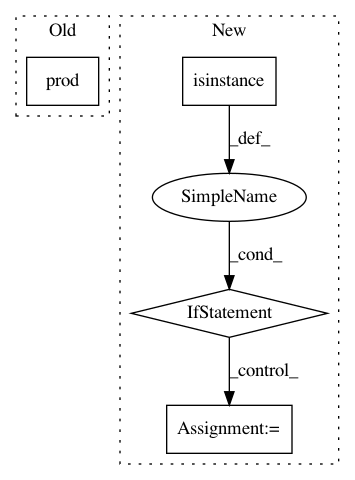 Old
New
prod
isinstance
_def_
SimpleName
_cond_
IfStatement
_control_
Assignment:=